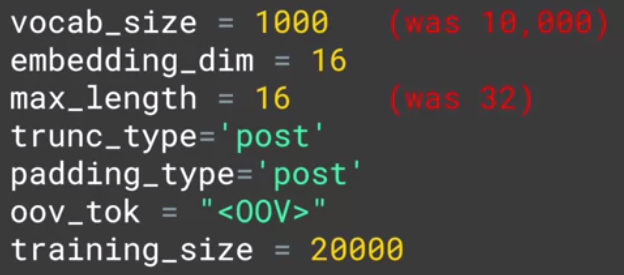 vocab_size = 1000 (was 10,000)
embedding_dim = 16
max_length = 16 (was 32)
trunc_type='post'
padding_type='post'
oov_tok = "<OOV>"
training_size = 20000